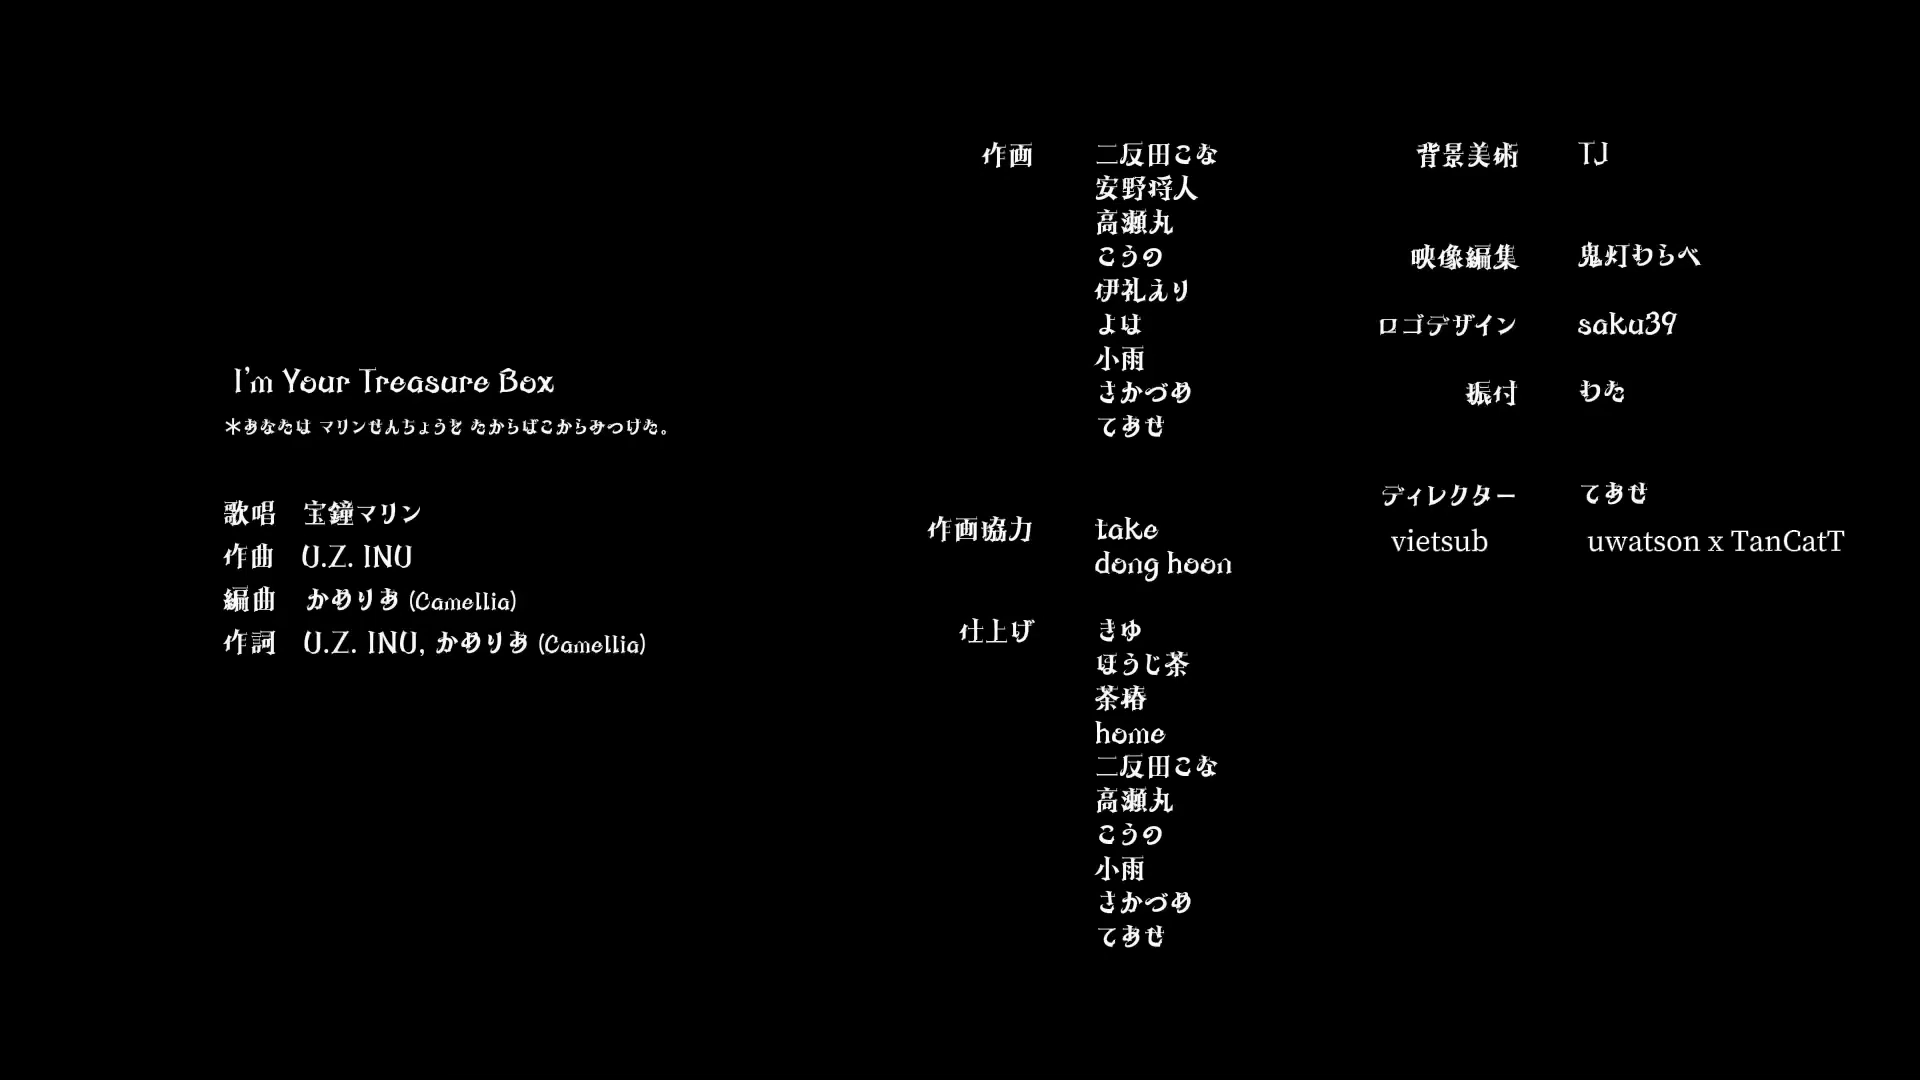 I'm Your Treasure Box
＊あなたは マリンせんちょうを たからばこからみつけた。
歌唱 宝鐘マリン
作曲 U.Z. INU
編曲 かめりあ (Camellia)
作詞 U.Z. INU, かめりあ (Camellia)
作画 二反田こな
安野将人
高瀬丸
こうの
伊礼えり
よは
小雨
さかづめ
てあせ
作画協力 take
dong hoon
仕上げ きゆ
ほうじ茶
茶椿
home
二反田こな
高瀬丸
こうの
小雨
さかづめ
てあせ
背景美術 TJ
映像編集 鬼灯わらべ
ロゴデザイン saku39
振付 わた
ディレクター てあせ
vietsub uwatson x TanCatT